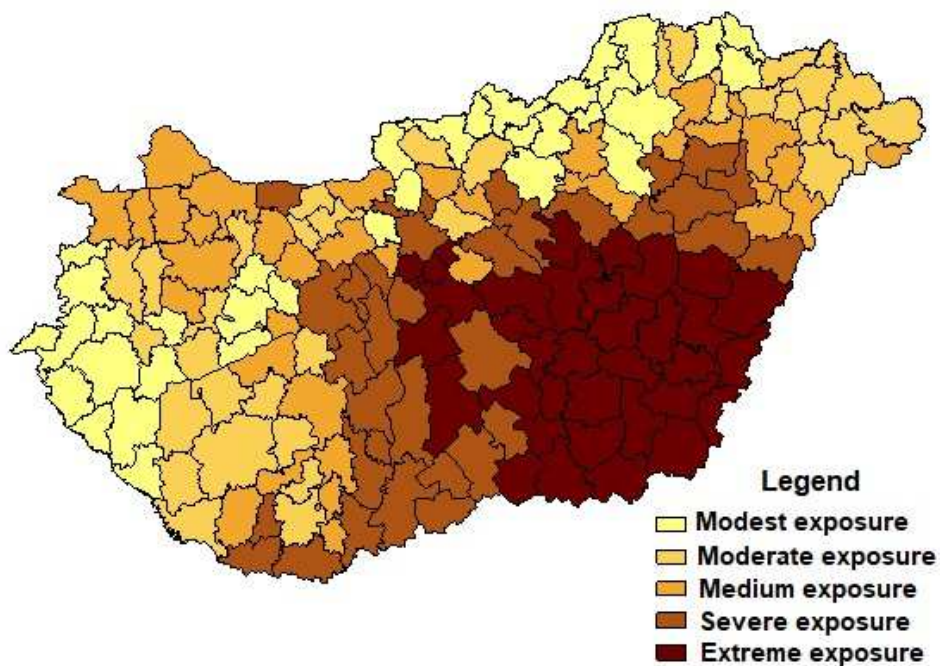 Legend
Modest exposure
Moderate exposure
Medium exposure
Severe exposure
Extreme exposure